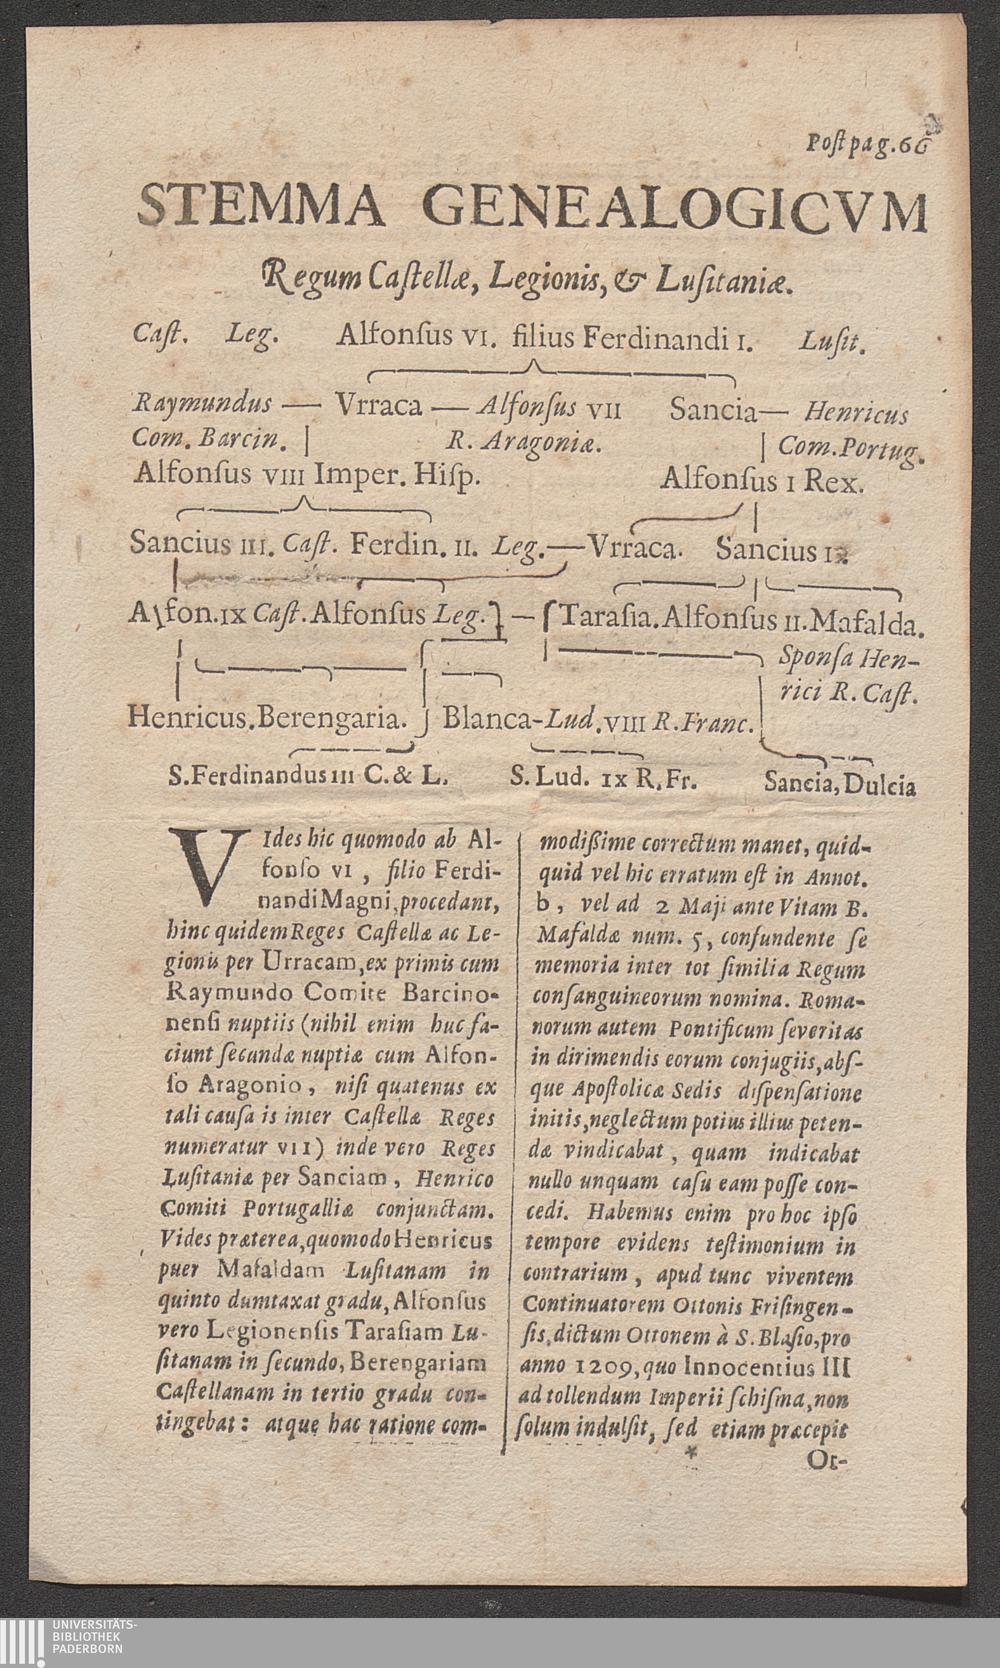 Poſt pag. 66
STEMMA GENEALOGICVM
Regum Caſtellæ, Legionis, & Luſitaniæ.
Caſt. Leg. Alfonſus VI. filius Ferdinandi I. Luſit.
Raymundus — Vrraca — Alfonſus VII Sancia — Henricus
Com. Barcin. | R. Aragoniæ. | Com. Portug.
Alfonſus VIII Imper. Hiſp. Alfonſus I Rex.
Sancius III. Caſt. Ferdin. II. Leg. — Vrraca. Sancius I
Alfon. IX Caſt. Alfonſus Leg. — Taraſia. Alfonſus II. Mafalda.
Sponſa Hen-
rici R. Caſt.
Henricus. Berengaria. Blanca - Lud. VIII R. Franc.
S. Ferdinandus III C. & L. S. Lud. IX R. Fr. Sancia, Dulcia
VIdes hic quomodo ab Al-
fonſo VI, filio Ferdi-
nandi Magni, procedant,
hinc quidem Reges Caſtellæ ac Le-
gionis per Urracam, ex primis cum
Raymundo Comite Barcino-
nenſi nuptiis (nihil enim huc fa-
ciunt ſecundæ nuptiæ cum Alfon-
ſo Aragonio, niſi quatenus ex
tali cauſa is inter Caſtellæ Reges
numeratur VII) inde vero Reges
Luſitaniæ per Sanciam, Henrico
Comiti Portugalliæ conjunctam.
Vides præterea, quomodo Henricus
puer Mafaldam Luſitanam in
quinto dumtaxat gradu, Alfonſus
vero Legionenſis Taraſiam Lu-
ſitanam in ſecundo, Berengariam
Caſtellanam in tertio gradu con-
tingebat: atque hac ratione com-
modiſſime correctum manet, quid-
quid vel hic erratum eſt in Annot.
b, vel ad 2 Maji ante Vitam B.
Mafaldæ num. 5, confundente ſe
memoria inter tot ſimilia Regum
conſanguineorum nomina. Roma-
norum autem Pontificum ſeveritas
in dirimendis eorum conjugiis, abſ-
que Apoſtolicæ Sedis diſpenſatione
initis, neglectum potius illius peten-
dæ vindicabat, quam indicabat
nullo unquam caſu eam poſſe con-
cedi. Habemus enim pro hoc ipſo
tempore evidens teſtimonium in
contrarium, apud tunc viventem
Continuatorem Ottonis Friſingen-
ſis, dictum Ottonem à S. Blaſio, pro
anno 1209, quo Innocentius III
ad tollendum Imperii ſchiſma, non
ſolum indulſit, ſed etiam præcepit
* Ot-
UNIVERSITÄTS-
BIBLIOTHEK
PADERBORN